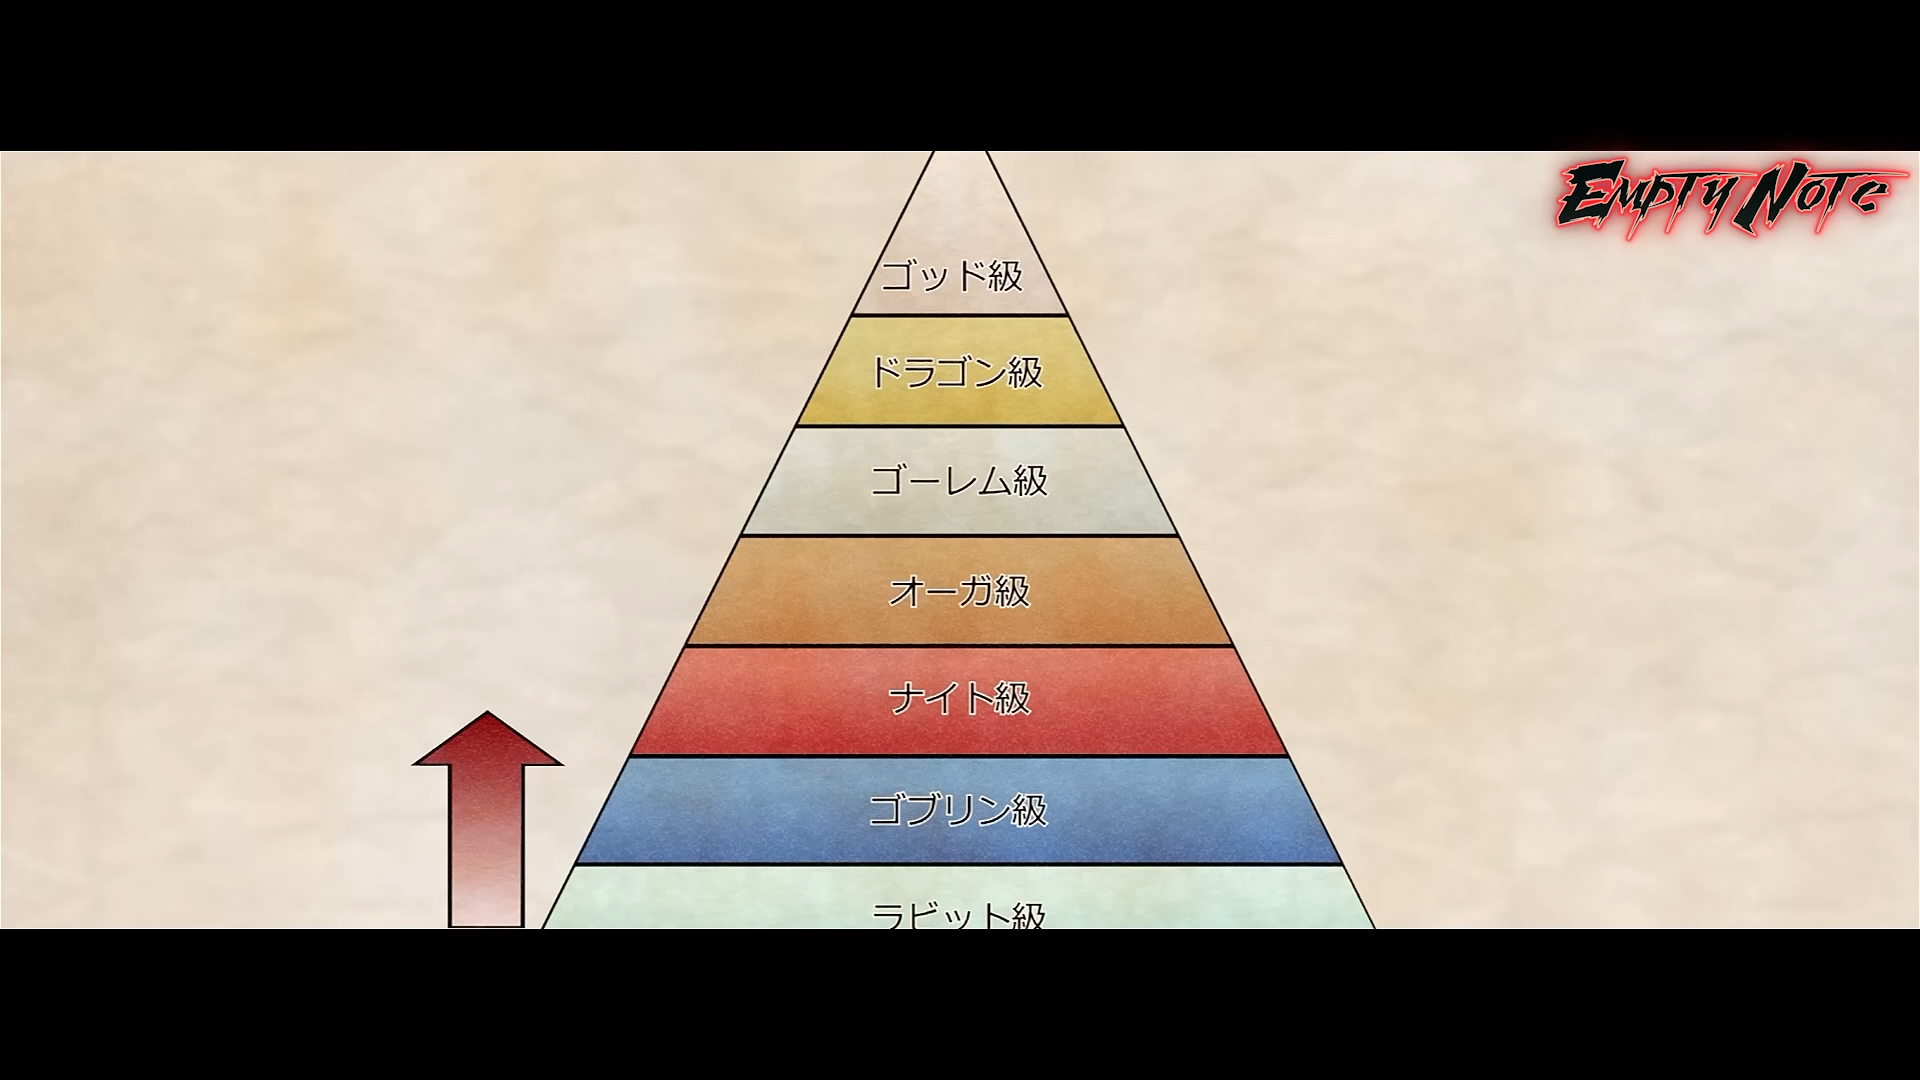 Empty Note
ゴッド級
ドラゴン級
ゴーレム級
オーガ級
ナイト級
ゴブリン級
ラビット級